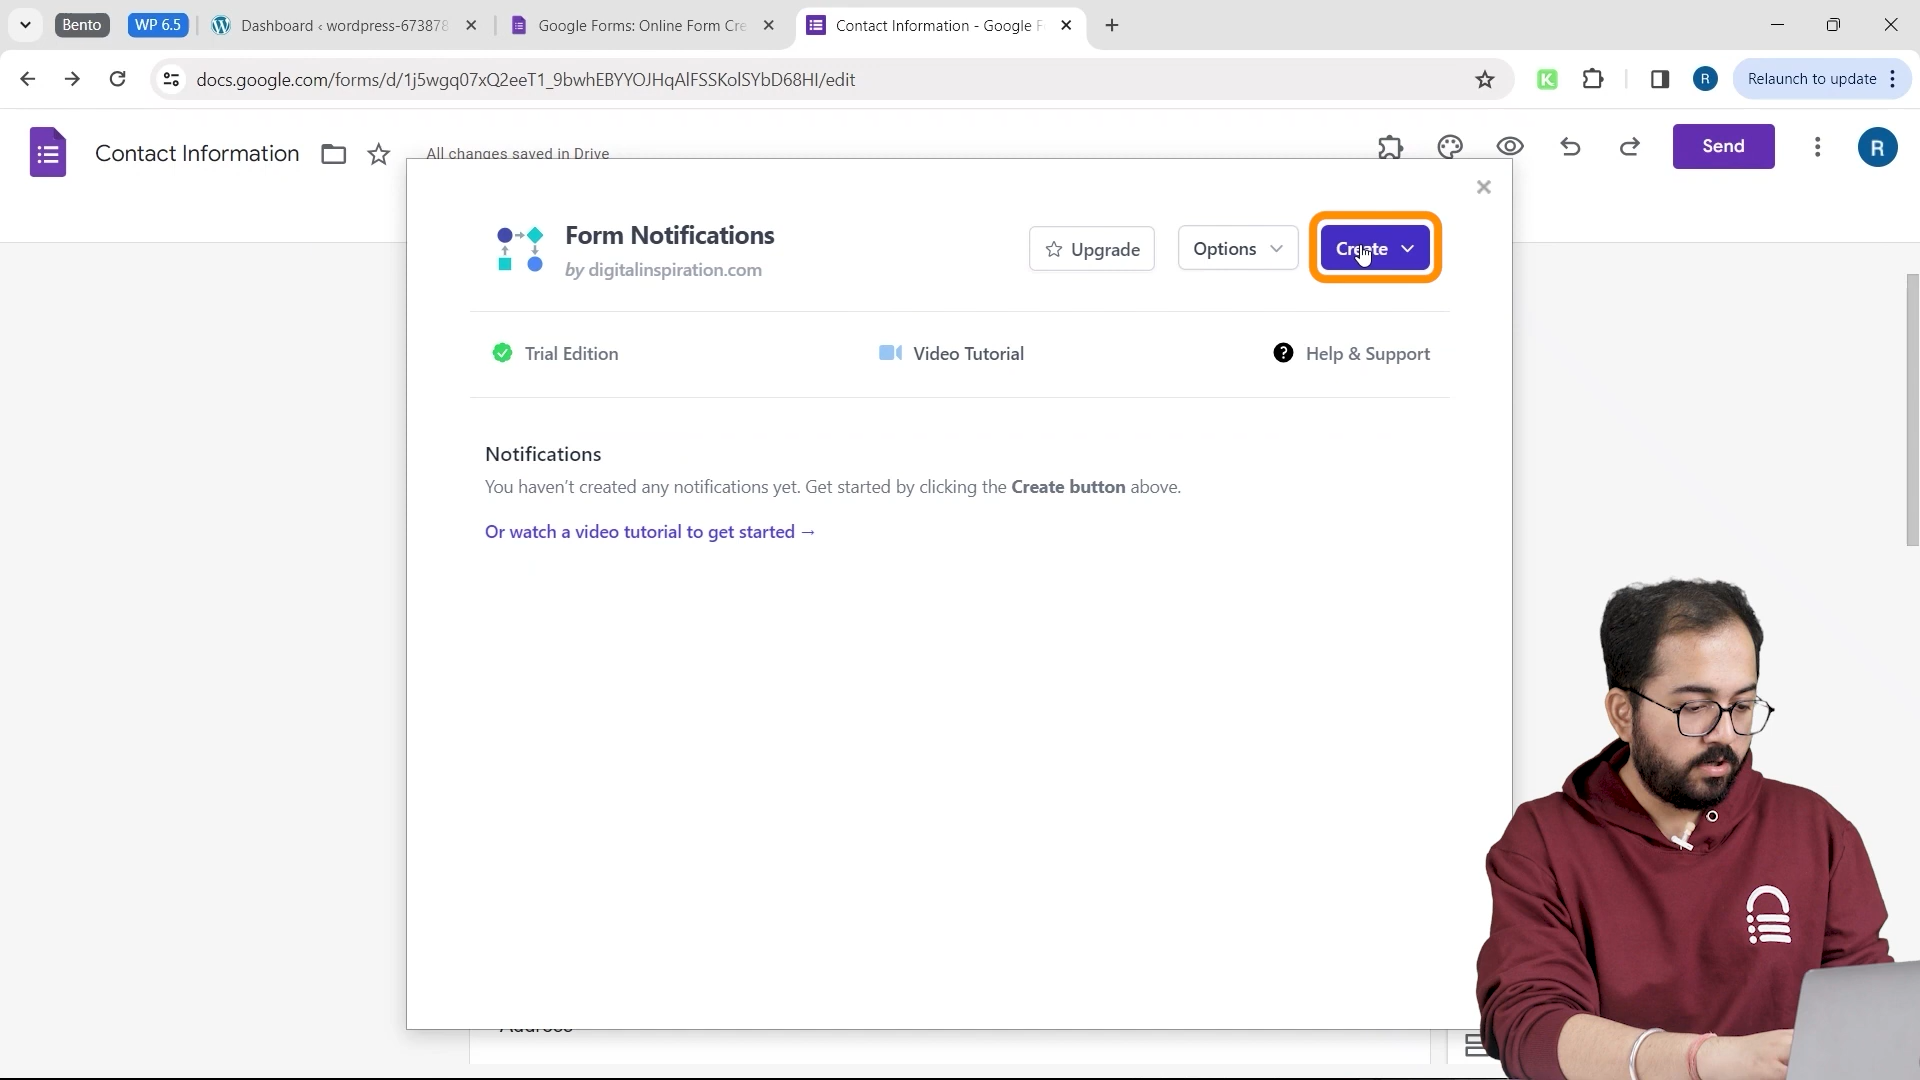 Bento
WP 6.5
Dashboard ‹ wordpress-673878
Google Forms: Online Form Cre
Contact Information - Google F
docs.google.com/forms/d/1j5wgq07xQ2eeT1_9bwhEBYYOJHqAlFSSKolSYbD68HI/edit
K
R
Relaunch to update
Contact Information
All changes saved in Drive
Send
R
Form Notifications
by digitalinspiration.com
Upgrade
Options
Create
Trial Edition
Video Tutorial
Help & Support
Notifications
You haven't created any notifications yet. Get started by clicking the Create button above.
Or watch a video tutorial to get started →
Address